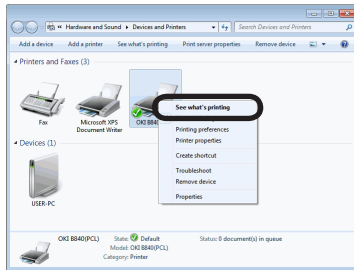 « Hardware and Sound ▸ Devices and Printers
Search Devices and Printers
Add a device Add a printer See what's printing Print server properties Remove device
Printers and Faxes (3)
Fax
Microsoft XPS
Document Writer
OKI B840
See what's printing
Printing preferences
Printer properties
Create shortcut
Troubleshoot
Remove device
Properties
Devices (1)
USER-PC
OKI B840(PCL) State: Default Status: 0 document(s) in queue
Model: OKI B840(PCL)
Category: Printer